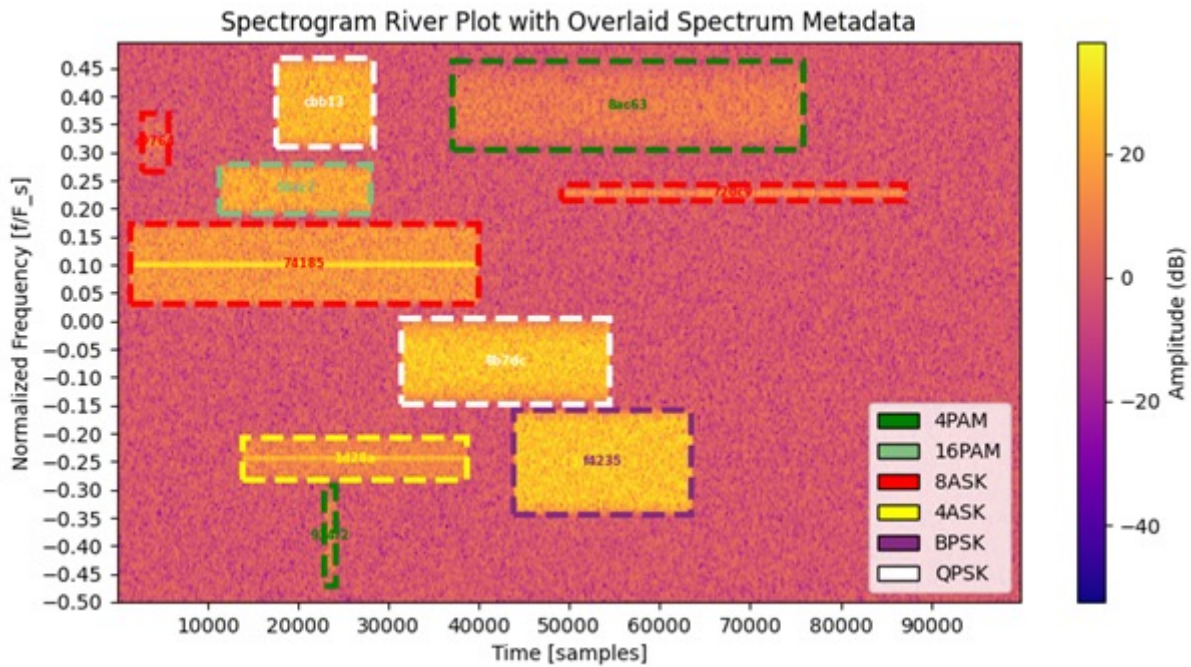 Spectrogram River Plot with Overlaid Spectrum Metadata
Normalized Frequency [f/F_s]
0.45
0.40
0.35
0.30
0.25
0.20
0.15
0.10
0.05
0.00
−0.05
−0.10
−0.15
−0.20
−0.25
−0.30
−0.35
−0.40
−0.45
−0.50
cbb13
8ac63
74185
8b7dc
f4235
4PAM
16PAM
8ASK
4ASK
BPSK
QPSK
10000 20000 30000 40000 50000 60000 70000 80000 90000
Time [samples]
20
0
−20
−40
Amplitude (dB)